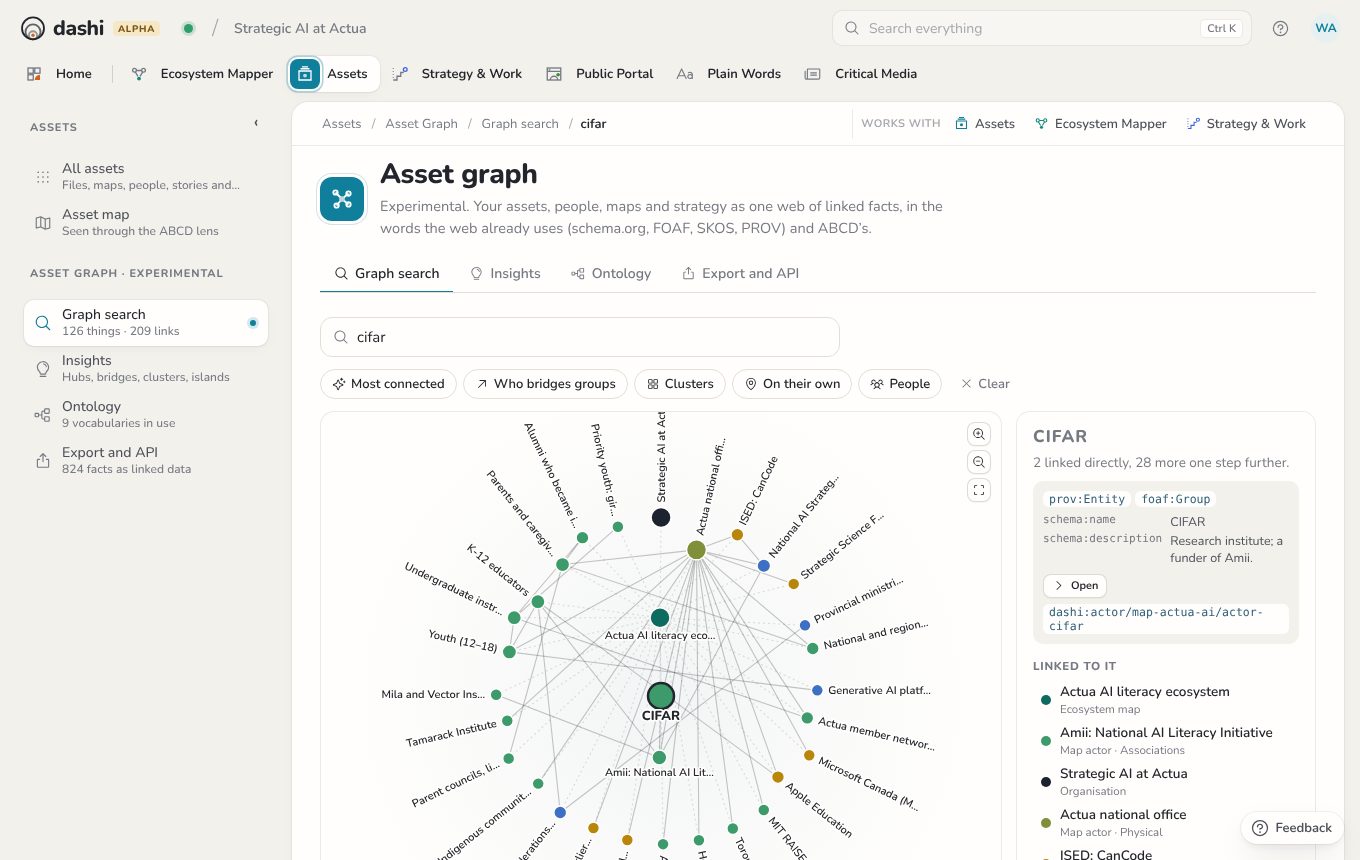 dashi ALPHA / Strategic AI at Actua
Search everything Ctrl K
WA
Home Ecosystem Mapper Assets Strategy & Work Public Portal Aa Plain Words Critical Media
ASSETS
All assets
Files, maps, people, stories and...
Asset map
Seen through the ABCD lens
ASSET GRAPH · EXPERIMENTAL
Graph search
126 things · 209 links
Insights
Hubs, bridges, clusters, islands
Ontology
9 vocabularies in use
Export and API
824 facts as linked data
Assets / Asset Graph / Graph search / cifar
WORKS WITH Assets Ecosystem Mapper Strategy & Work
Asset graph
Experimental. Your assets, people, maps and strategy as one web of linked facts, in the
words the web already uses (schema.org, FOAF, SKOS, PROV) and ABCD's.
Graph search Insights Ontology Export and API
cifar
Most connected Who bridges groups Clusters On their own People Clear
Alumni who became i...
Priority youth: gir...
Strategic AI at Act
Actua national offi...
ISED: CanCode
National AI Strateg...
Strategic Science F...
Parents and caregiv...
K-12 educators
Undergraduate instr...
Youth (12–18)
Provincial ministri...
National and region...
Generative AI platf...
Actua AI literacy eco...
Mila and Vector Ins...
CIFAR
Tamarack Institute
Actua member networ...
Amii: National AI Lit...
Microsoft Canada (M...
Parent councils, li...
Apple Education
Indigenous communit...
MIT RAISE
CIFAR
2 linked directly, 28 more one step further.
prov:Entity foaf:Group
schema:name CIFAR
schema:description Research institute; a
funder of Amii.
Open
dashi:actor/map-actua-ai/actor-
cifar
LINKED TO IT
Actua AI literacy ecosystem
Ecosystem map
Amii: National AI Literacy Initiative
Map actor · Associations
Strategic AI at Actua
Organisation
Actua national office
Map actor · Physical
ISED: CanCode
Feedback